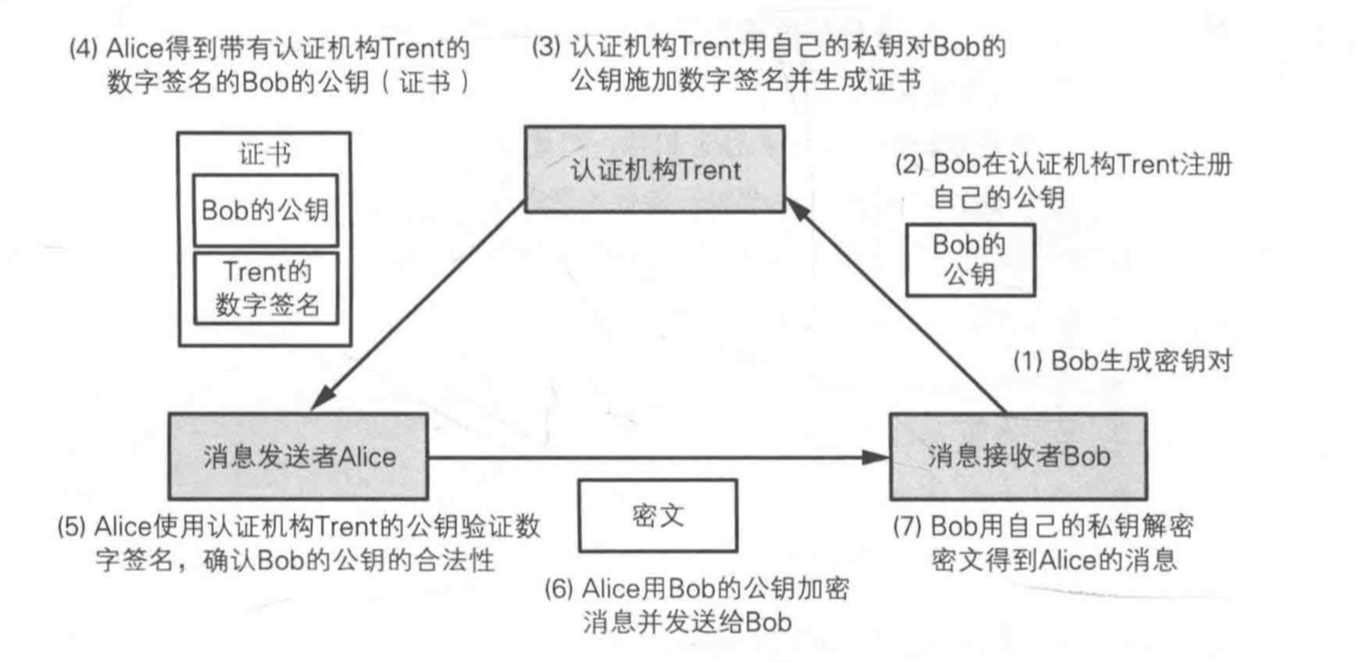 (4) Alice得到带有认证机构Trent的
数字签名的Bob的公钥（证书）
(3) 认证机构Trent用自己的私钥对Bob的
公钥施加数字签名并生成证书
证书
Bob的公钥
Trent的
数字签名
认证机构Trent
(2) Bob在认证机构Trent注册
自己的公钥
Bob的
公钥
(1) Bob生成密钥对
消息发送者Alice
消息接收者Bob
(5) Alice使用认证机构Trent的公钥验证数
字签名，确认Bob的公钥的合法性
密文
(6) Alice用Bob的公钥加密
消息并发送给Bob
(7) Bob用自己的私钥解密
密文得到Alice的消息